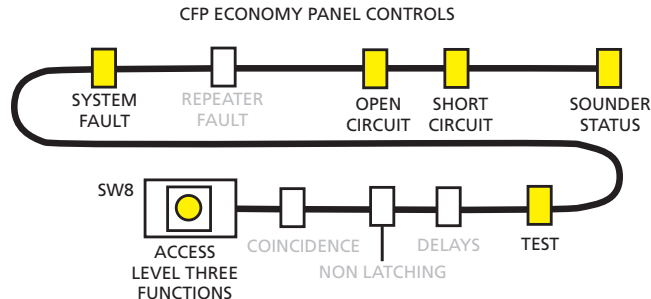 CFP ECONOMY PANEL CONTROLS
SYSTEM
FAULT
REPEATER
FAULT
OPEN
CIRCUIT
SHORT
CIRCUIT
SOUNDER
STATUS
SW8
ACCESS
LEVEL THREE
FUNCTIONS
COINCIDENCE
NON LATCHING
DELAYS
TEST